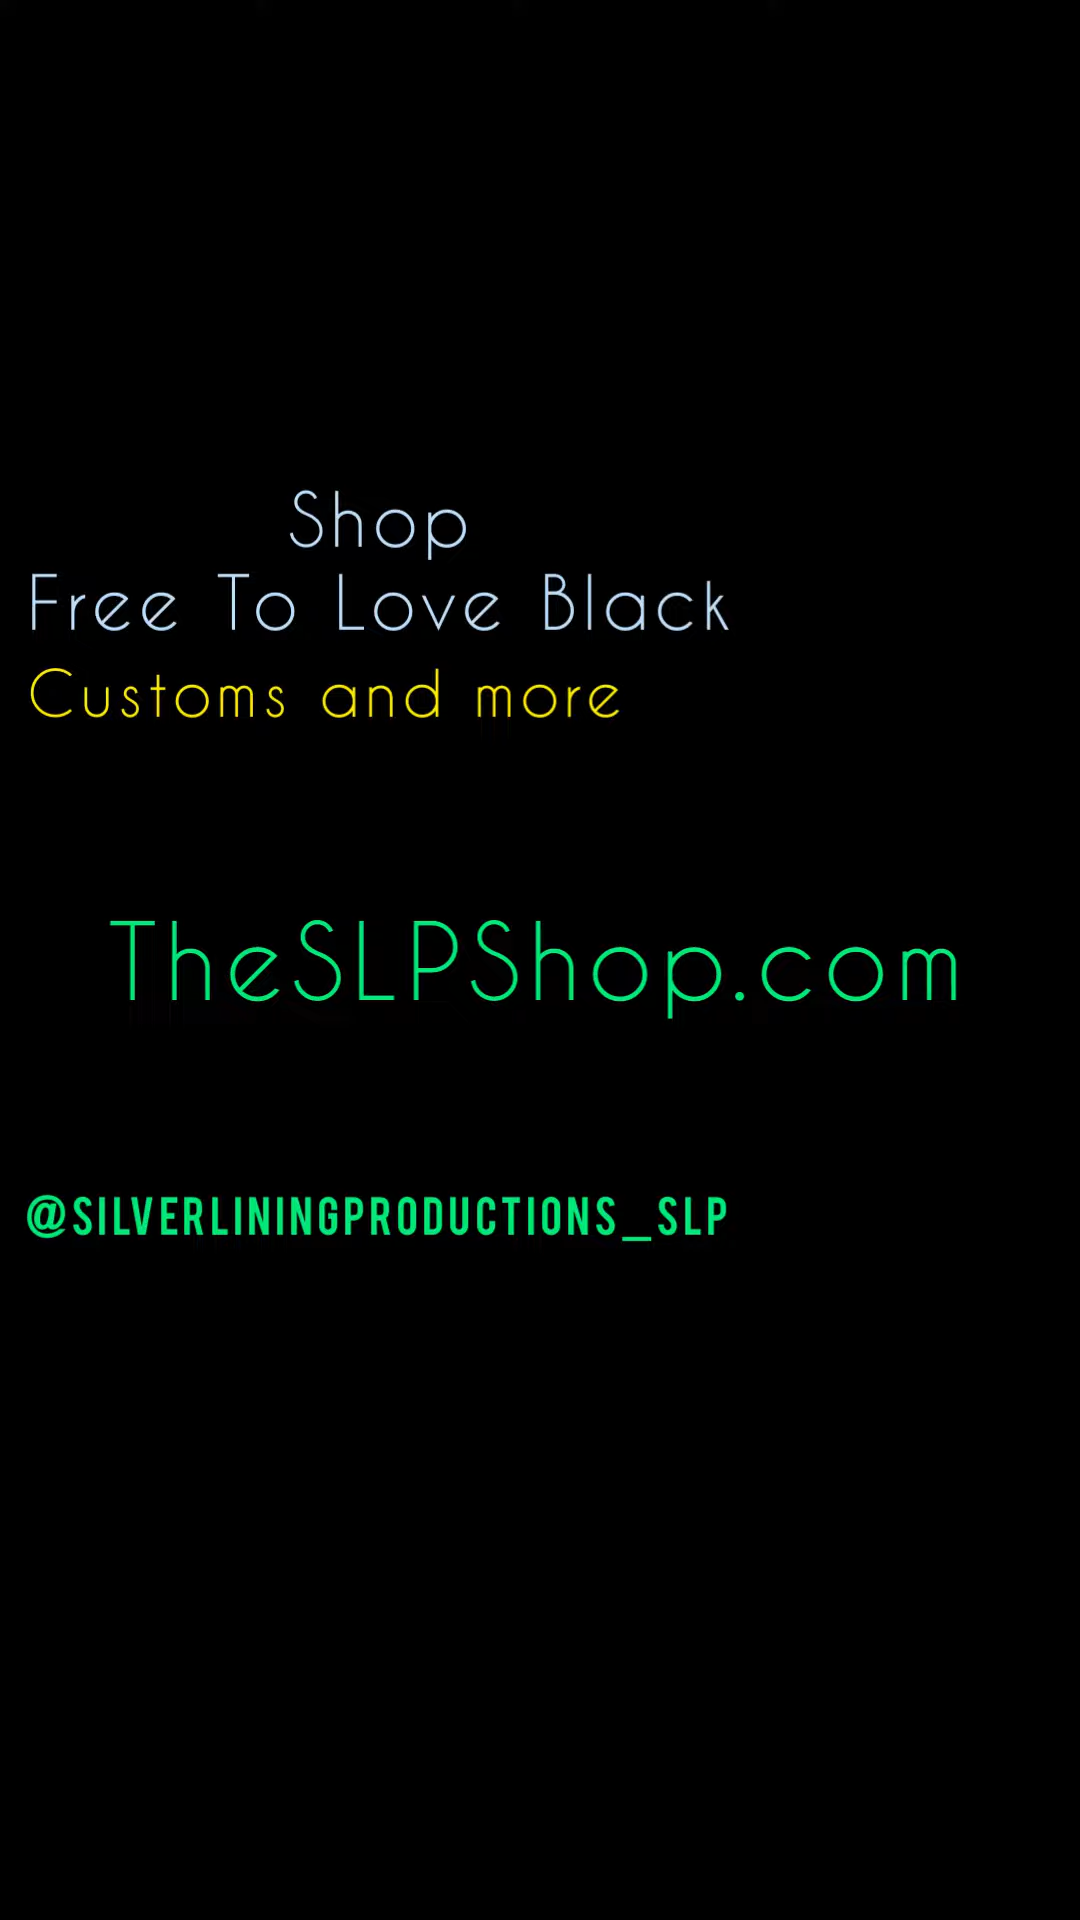 Shop
Free To Love Black
Customs and more
TheSLPShop.com
@SILVERLININGPRODUCTIONS_SLP